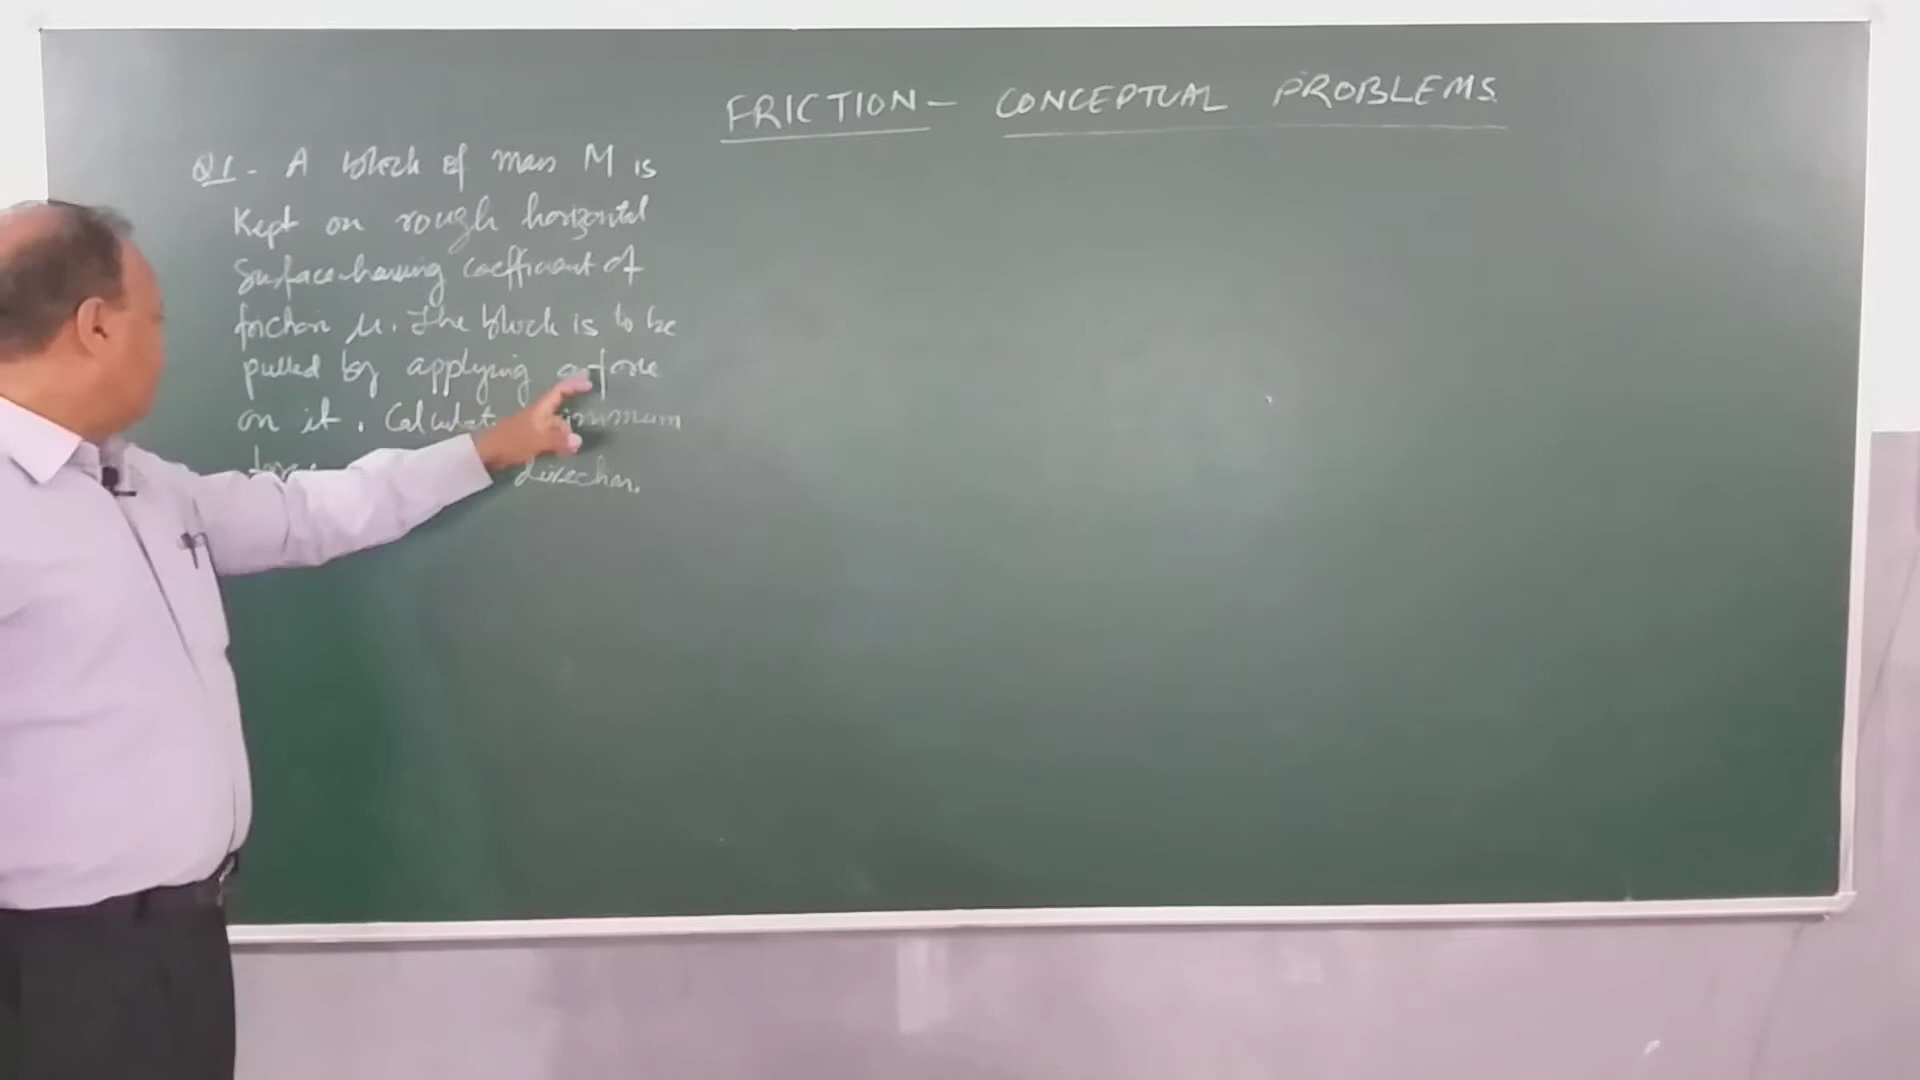 FRICTION - CONCEPTUAL PROBLEMS
Q1 - A block of mass M is
Kept on rough horizontal
Surface having coefficient of
friction μ. The block is to be
pulled by applying a force
on it. Calculate
direction.